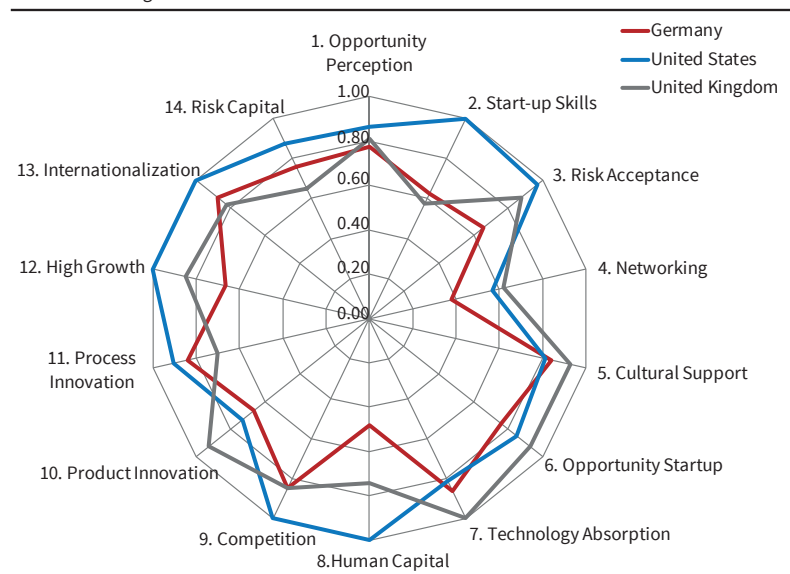 Germany
United States
United Kingdom
1. Opportunity
Perception
2. Start-up Skills
3. Risk Acceptance
4. Networking
5. Cultural Support
6. Opportunity Startup
7. Technology Absorption
8.Human Capital
9. Competition
10. Product Innovation
11. Process
Innovation
12. High Growth
13. Internationalization
14. Risk Capital
1.00
0.80
0.60
0.40
0.20
0.00